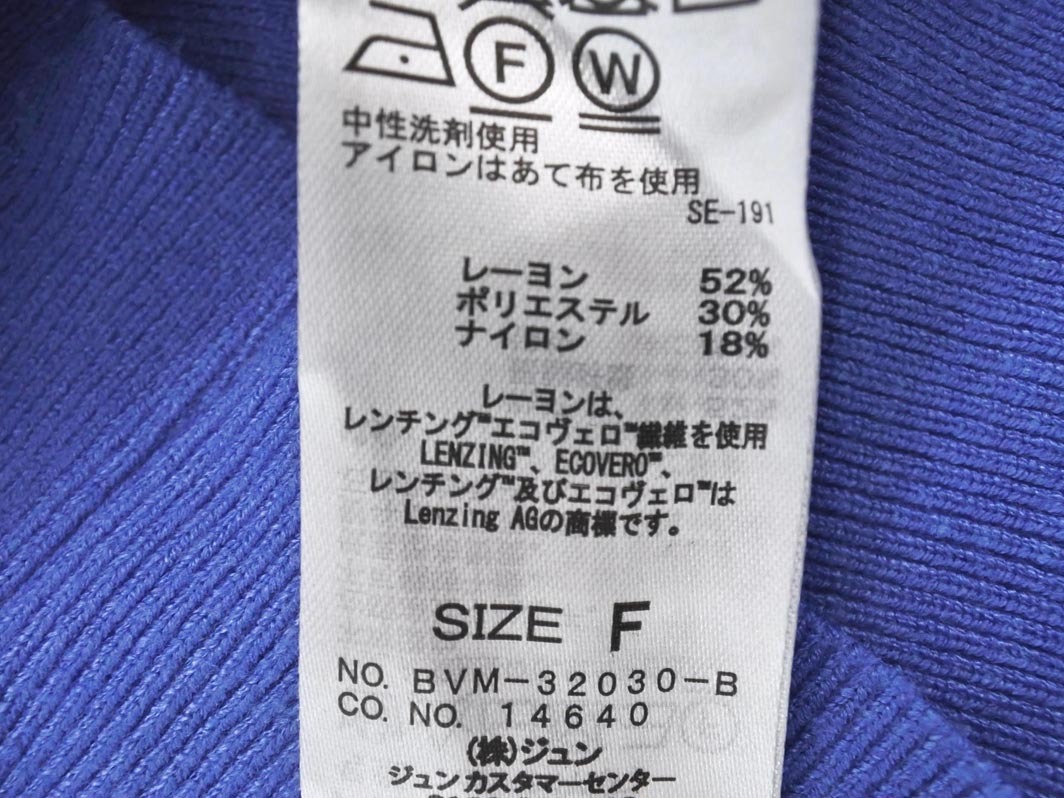 F W
中性洗剤使用
アイロンはあて布を使用
SE-191
レーヨン 52%
ポリエステル 30%
ナイロン 18%
レーヨンは、
レンチング™エコヴェロ™繊維を使用
LENZING™、ECOVERO™、
レンチング™及びエコヴェロ™は
Lenzing AGの商標です。
SIZE F
NO. BVM-32030-B
CO. NO. 14640
(株)ジュン
ジュン カスタマーセンター